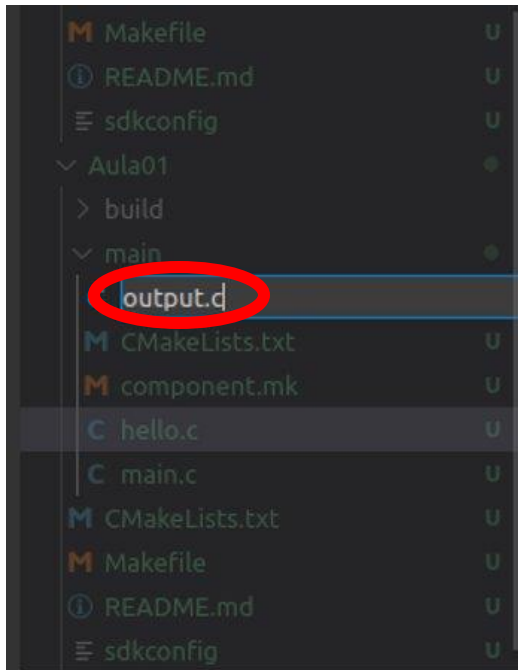 M Makefile U
README.md U
sdkconfig U
Aula01
build
main
output.c
M CMakeLists.txt U
M component.mk U
C hello.c U
C main.c U
M CMakeLists.txt U
M Makefile U
README.md U
sdkconfig U